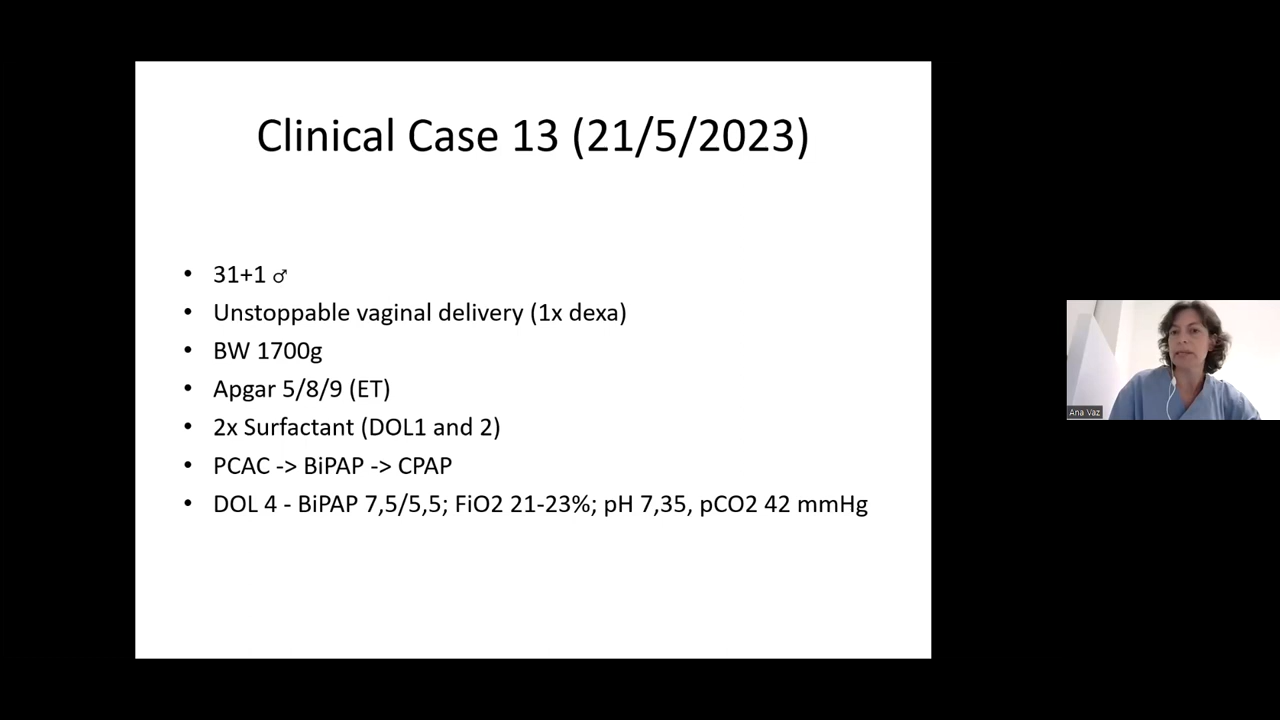 Clinical Case 13 (21/5/2023)
• 31+1 ♂
• Unstoppable vaginal delivery (1x dexa)
• BW 1700g
• Apgar 5/8/9 (ET)
• 2x Surfactant (DOL1 and 2)
• PCAC -> BiPAP -> CPAP
• DOL 4 - BiPAP 7,5/5,5; FiO2 21-23%; pH 7,35, pCO2 42 mmHg
Ana Vaz